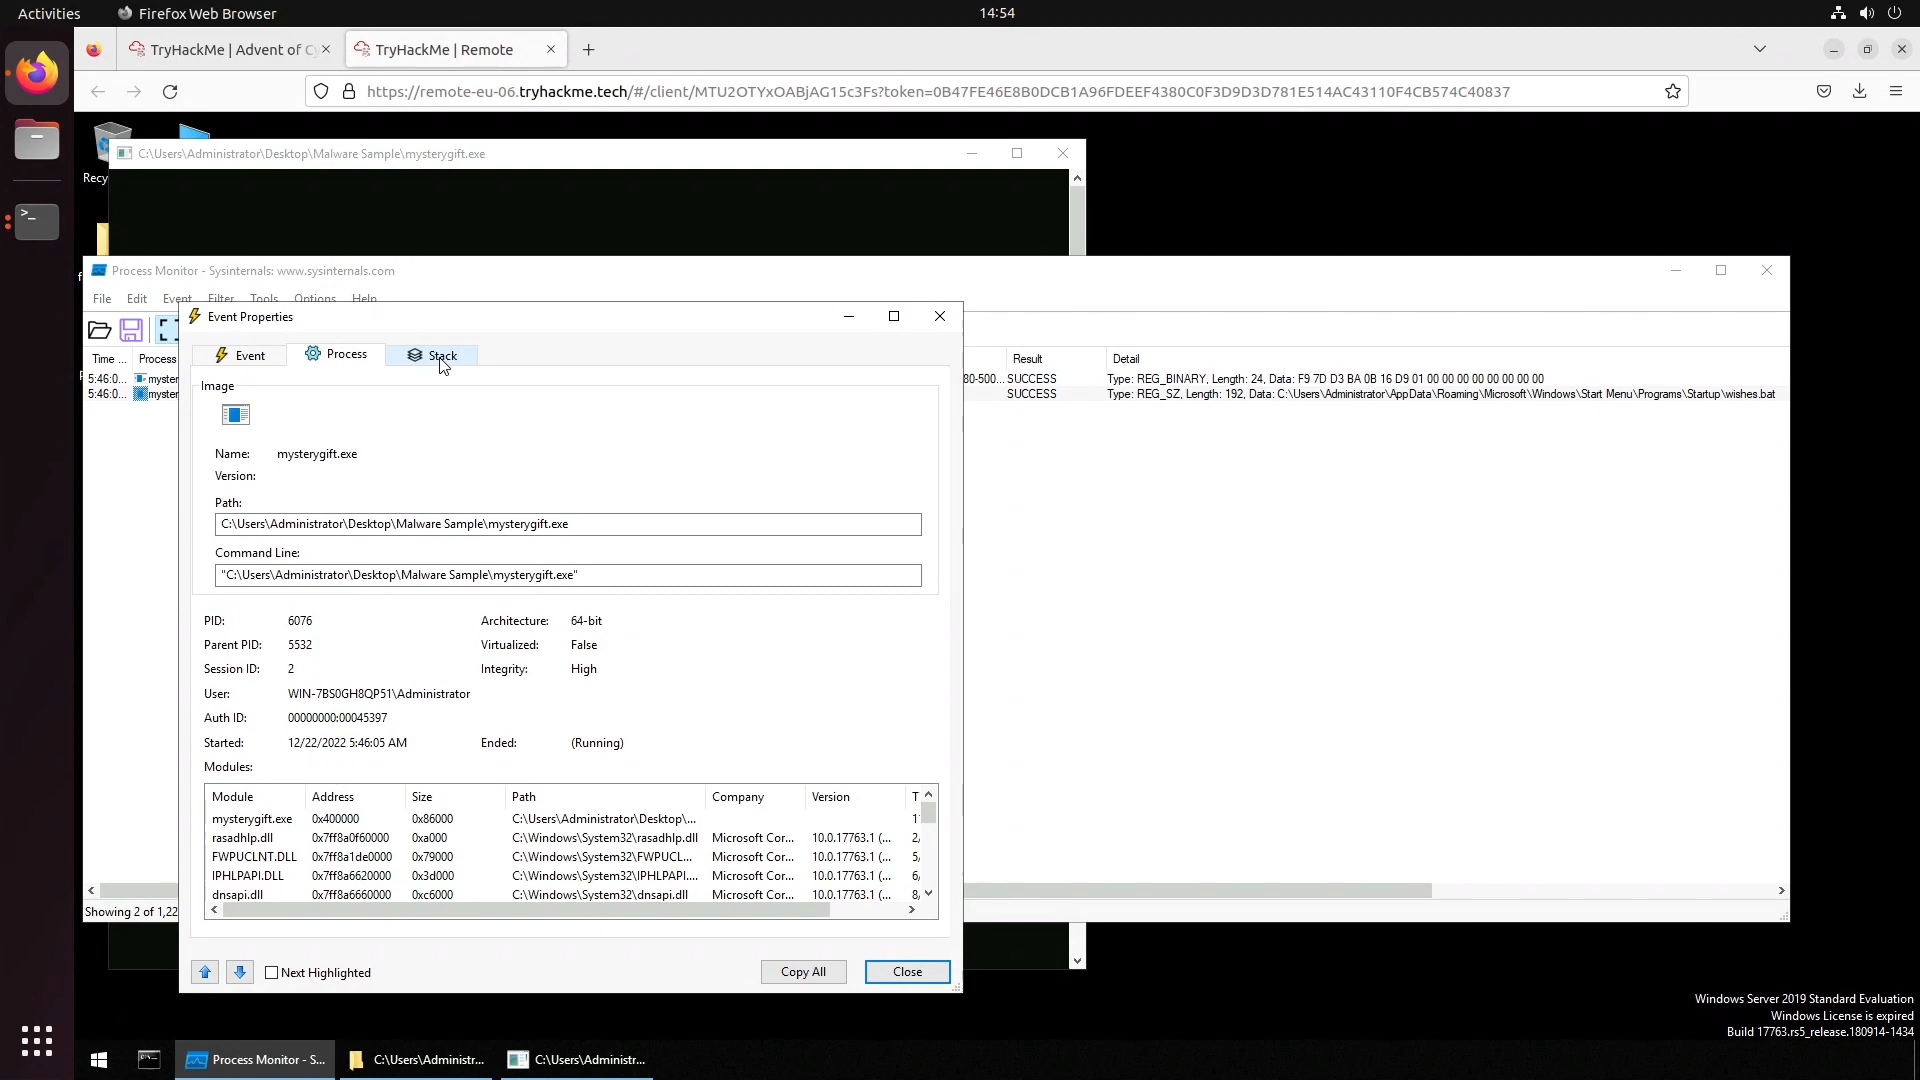 Activities
Firefox Web Browser
14:54
TryHackMe | Advent of Cy
TryHackMe | Remote
https://remote-eu-06.tryhackme.tech/#/client/MTU2OTYxOABjAG15c3Fs?token=0B47FE46E8B0DCB1A96FDEEF4380C0F3D9D3D781E514AC43110F4CB574C40837
C:\Users\Administrator\Desktop\Malware Sample\mysterygift.exe
Recy
Process Monitor - Sysinternals: www.sysinternals.com
File Edit Event Filter Tools Options Help
Event Properties
Event Process Stack
Time ... Process
Result Detail
5:46:0... myster
80-500... SUCCESS Type: REG_BINARY, Length: 24, Data: F9 7D D3 BA 0B 16 D9 01 00 00 00 00 00 00 00 00
5:46:0... myster
SUCCESS Type: REG_SZ, Length: 192, Data: C:\Users\Administrator\AppData\Roaming\Microsoft\Windows\Start Menu\Programs\Startup\wishes.bat
Image
Name: mysterygift.exe
Version:
Path:
C:\Users\Administrator\Desktop\Malware Sample\mysterygift.exe
Command Line:
"C:\Users\Administrator\Desktop\Malware Sample\mysterygift.exe"
PID: 6076 Architecture: 64-bit
Parent PID: 5532 Virtualized: False
Session ID: 2 Integrity: High
User: WIN-7BS0GH8QP51\Administrator
Auth ID: 00000000:00045397
Started: 12/22/2022 5:46:05 AM Ended: (Running)
Modules:
Module Address Size Path Company Version T
mysterygift.exe 0x400000 0x86000 C:\Users\Administrator\Desktop\...
rasadhlp.dll 0x7ff8a0f60000 0xa000 C:\Windows\System32\rasadhlp.dll Microsoft Cor... 10.0.17763.1 (... 2/
FWPUCLNT.DLL 0x7ff8a1de0000 0x79000 C:\Windows\System32\FWPUCL... Microsoft Cor... 10.0.17763.1 (... 5/
IPHLPAPI.DLL 0x7ff8a6620000 0x3d000 C:\Windows\System32\IPHLPAPI.... Microsoft Cor... 10.0.17763.1 (... 6/
dnsapi.dll 0x7ff8a6660000 0xc6000 C:\Windows\System32\dnsapi.dll Microsoft Cor... 10.0.17763.1 (... 8/
Showing 2 of 1,22
Next Highlighted
Copy All
Close
Windows Server 2019 Standard Evaluation
Windows License is expired
Build 17763.rs5_release.180914-1434
Process Monitor - S...
C:\Users\Administr...
C:\Users\Administr...